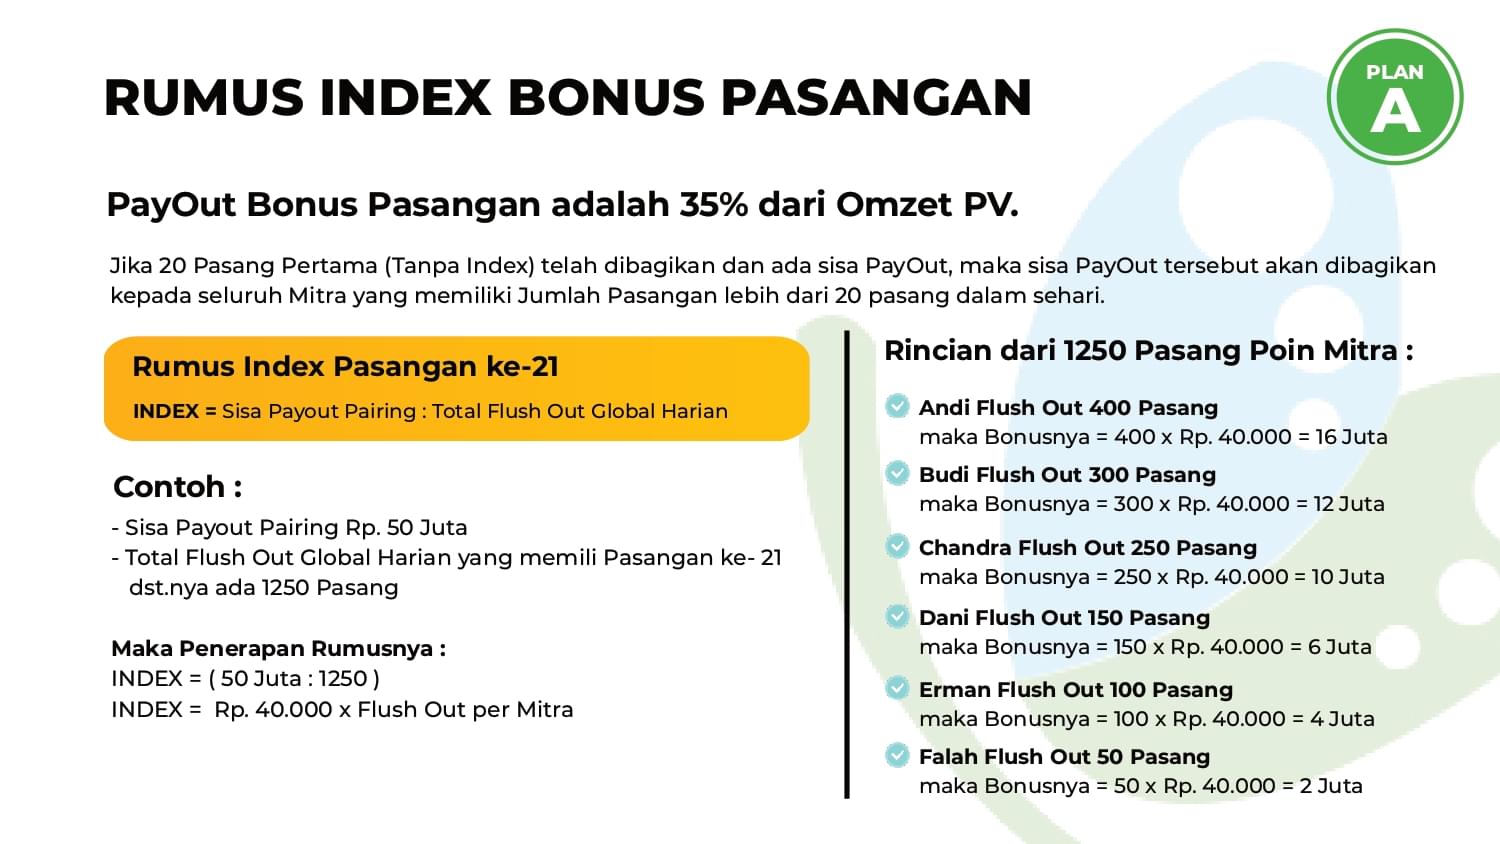 PLAN
A
RUMUS INDEX BONUS PASANGAN
PayOut Bonus Pasangan adalah 35% dari Omzet PV.
Jika 20 Pasang Pertama (Tanpa Index) telah dibagikan dan ada sisa PayOut, maka sisa PayOut tersebut akan dibagikan
kepada seluruh Mitra yang memiliki Jumlah Pasangan lebih dari 20 pasang dalam sehari.
Rumus Index Pasangan ke-21
INDEX = Sisa Payout Pairing : Total Flush Out Global Harian
Contoh :
- Sisa Payout Pairing Rp. 50 Juta
- Total Flush Out Global Harian yang memili Pasangan ke- 21
dst.nya ada 1250 Pasang
Maka Penerapan Rumusnya :
INDEX = ( 50 Juta : 1250 )
INDEX = Rp. 40.000 x Flush Out per Mitra
Rincian dari 1250 Pasang Poin Mitra :
Andi Flush Out 400 Pasang
maka Bonusnya = 400 x Rp. 40.000 = 16 Juta
Budi Flush Out 300 Pasang
maka Bonusnya = 300 x Rp. 40.000 = 12 Juta
Chandra Flush Out 250 Pasang
maka Bonusnya = 250 x Rp. 40.000 = 10 Juta
Dani Flush Out 150 Pasang
maka Bonusnya = 150 x Rp. 40.000 = 6 Juta
Erman Flush Out 100 Pasang
maka Bonusnya = 100 x Rp. 40.000 = 4 Juta
Falah Flush Out 50 Pasang
maka Bonusnya = 50 x Rp. 40.000 = 2 Juta